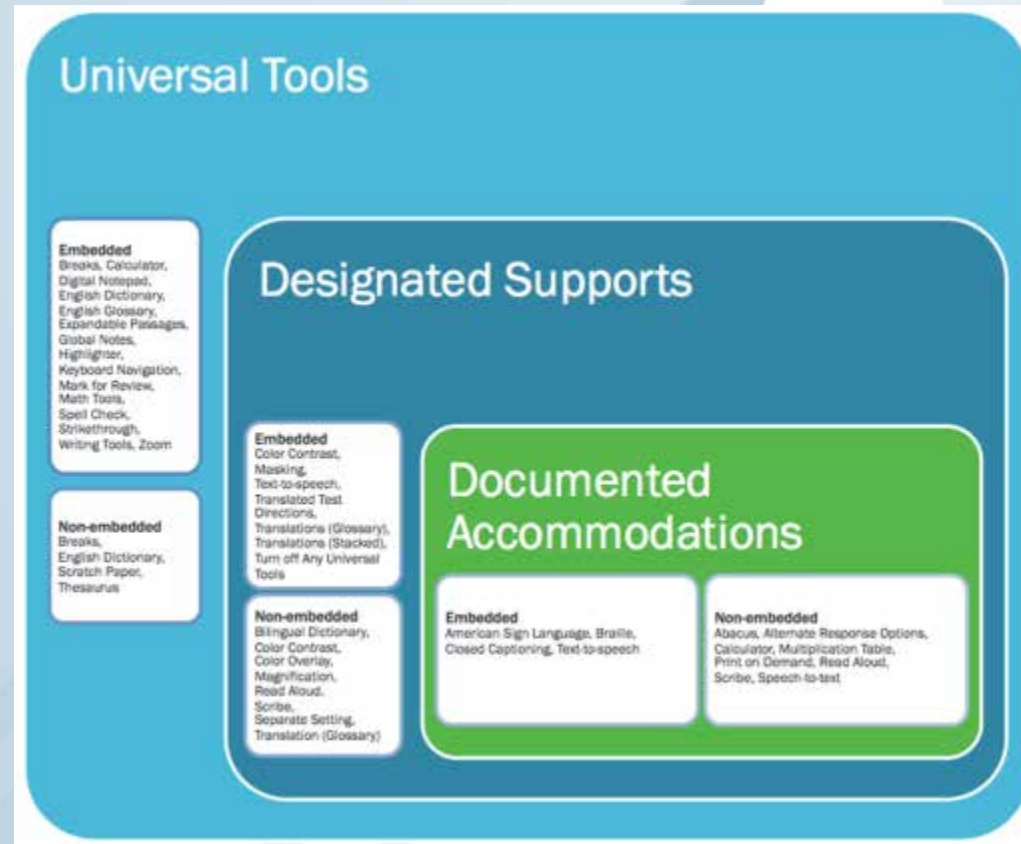 Universal Tools
Embedded
Breaks, Calculator,
Digital Notepad,
English Dictionary,
English Glossary,
Expandable Passages,
Global Notes,
Highlighter,
Keyboard Navigation,
Mark for Review,
Math Tools,
Spell Check,
Strikethrough,
Writing Tools, Zoom
Non-embedded
Breaks,
English Dictionary,
Scratch Paper,
Thesaurus
Designated Supports
Embedded
Color Contrast,
Masking,
Text-to-speech,
Translated Test
Directions,
Translations (Glossary),
Translations (Stacked),
Turn off Any Universal
Tools
Non-embedded
Bilingual Dictionary,
Color Contrast,
Color Overlay,
Magnification,
Read Aloud,
Scribe,
Separate Setting,
Translation (Glossary)
Documented
Accommodations
Embedded
American Sign Language, Braille,
Closed Captioning, Text-to-speech
Non-embedded
Abacus, Alternate Response Options,
Calculator, Multiplication Table,
Print on Demand, Read Aloud,
Scribe, Speech-to-text